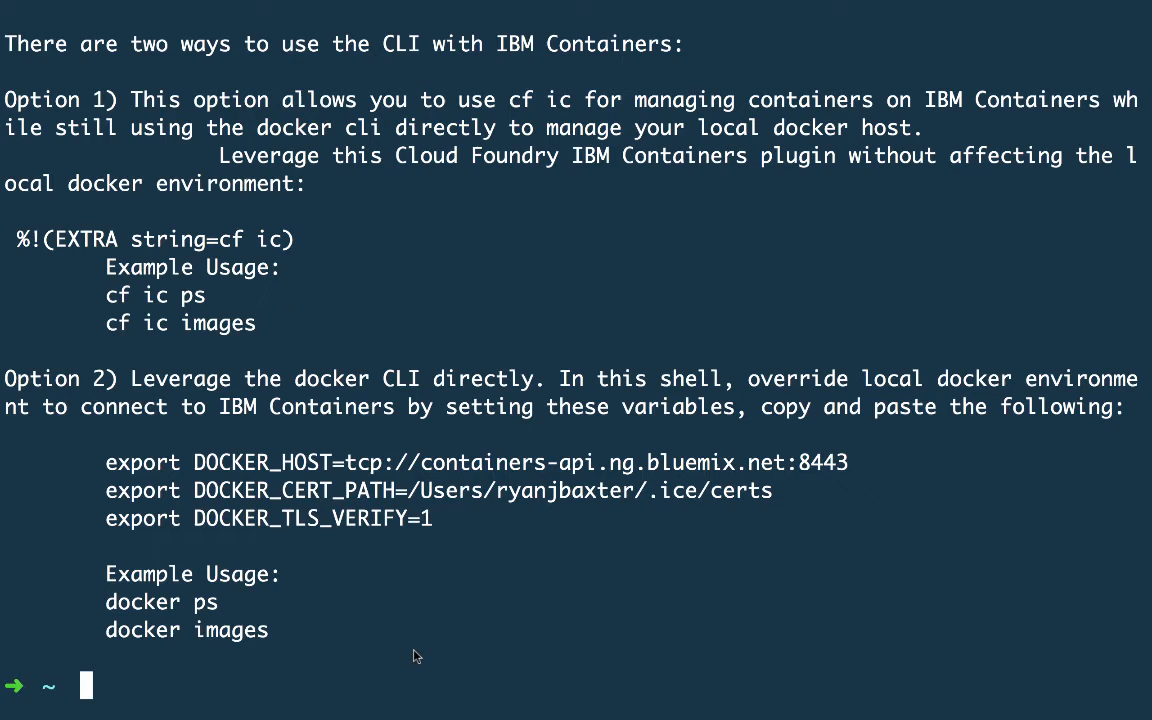 There are two ways to use the CLI with IBM Containers:
Option 1) This option allows you to use cf ic for managing containers on IBM Containers wh
ile still using the docker cli directly to manage your local docker host.
Leverage this Cloud Foundry IBM Containers plugin without affecting the l
ocal docker environment:
%!(EXTRA string=cf ic)
Example Usage:
cf ic ps
cf ic images
Option 2) Leverage the docker CLI directly. In this shell, override local docker environme
nt to connect to IBM Containers by setting these variables, copy and paste the following:
export DOCKER_HOST=tcp://containers-api.ng.bluemix.net:8443
export DOCKER_CERT_PATH=/Users/ryanjbaxter/.ice/certs
export DOCKER_TLS_VERIFY=1
Example Usage:
docker ps
docker images
➜ ~